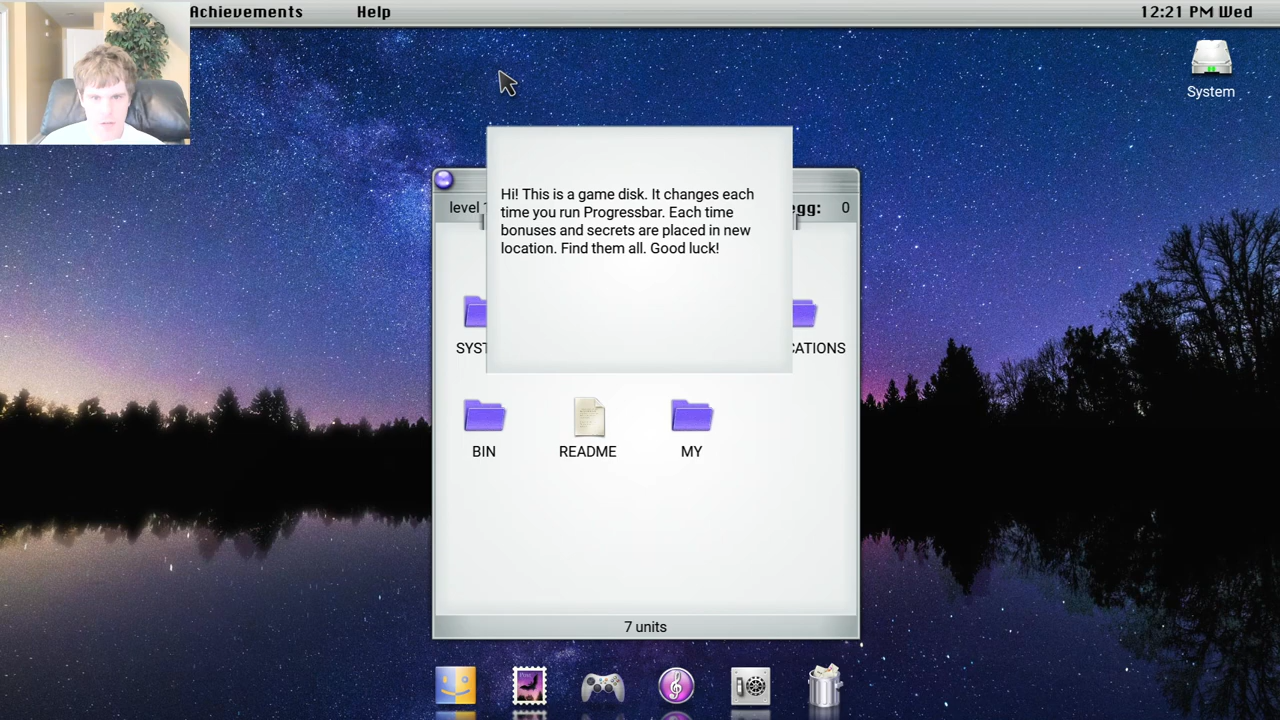 Achievements Help 12:21 PM Wed
System
Hi! This is a game disk. It changes each
time you run Progressbar. Each time
bonuses and secrets are placed in new
location. Find them all. Good luck!
level egg: 0
SYST CATIONS
BIN README MY
7 units